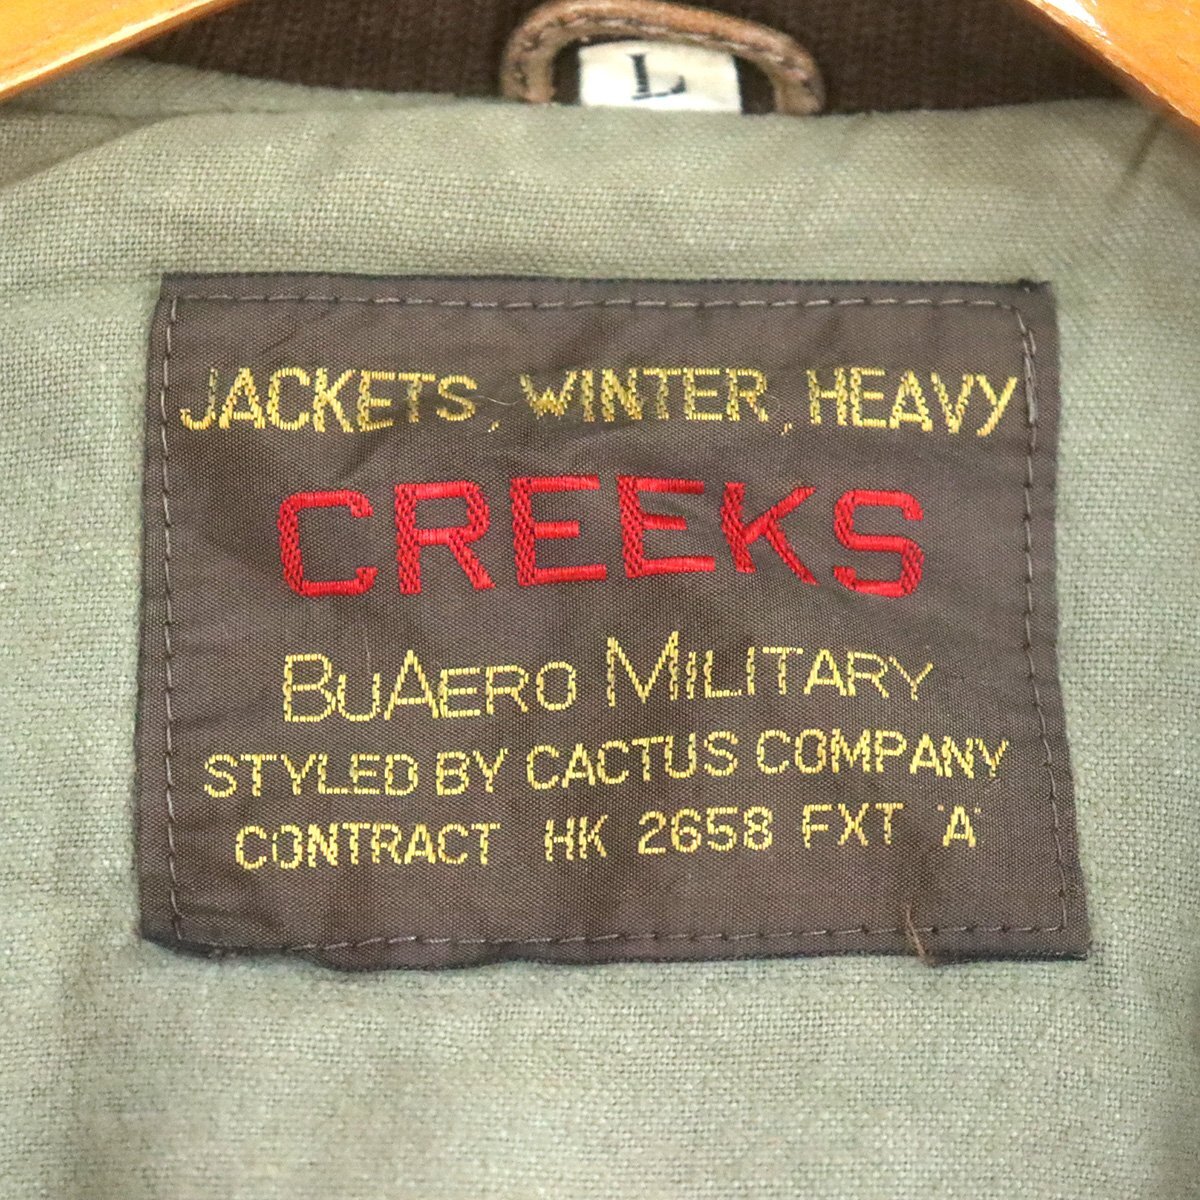 L
JACKETS, WINTER, HEAVY
CREEKS
BUAERO MILITARY
STYLED BY CACTUS COMPANY
CONTRACT HK 2658 FXT "A"